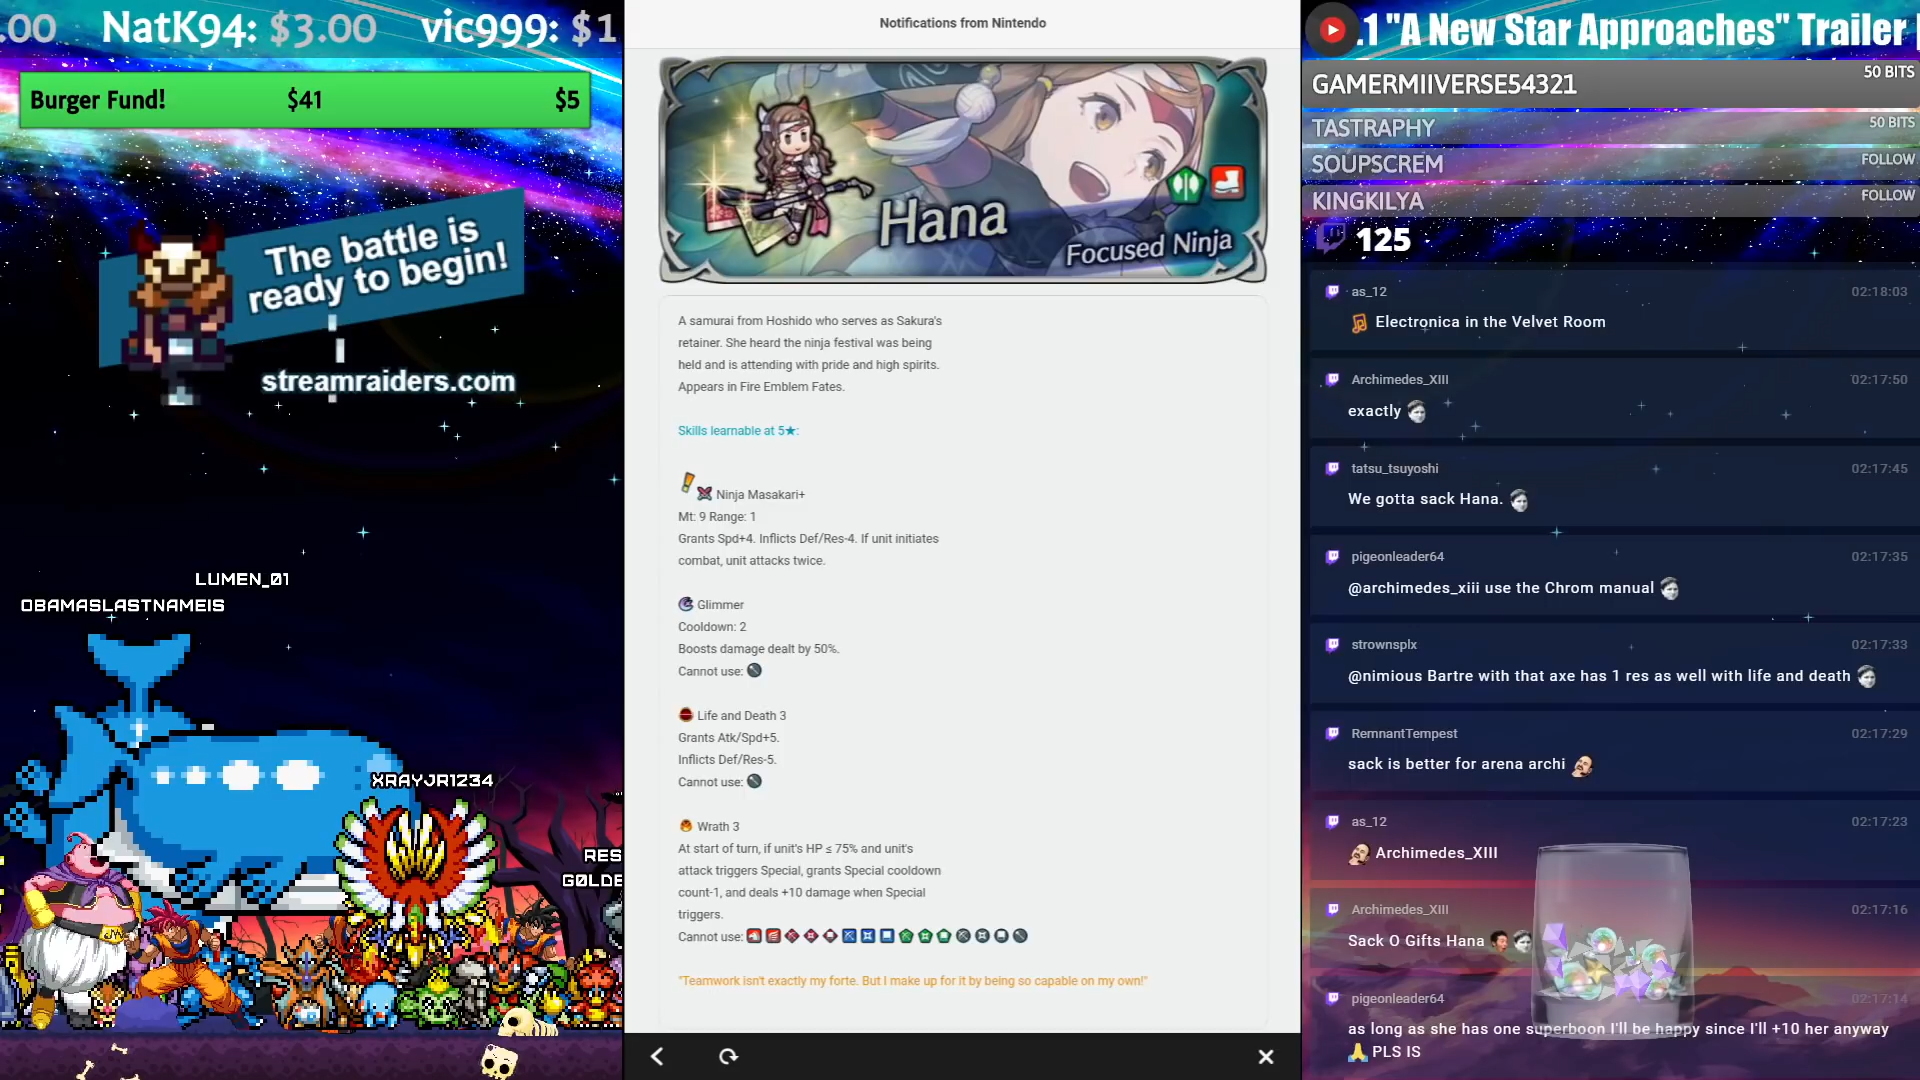 .00 NatK94: $3.00 vic999: $1
Burger Fund! $41 $5
The battle is
ready to begin!
streamraiders.com
LUMEN_01
OBAMASLASTNAMEIS
XRAYJR1234
RES
GOLDE
Notifications from Nintendo
Hana
Focused Ninja
A samurai from Hoshido who serves as Sakura's
retainer. She heard the ninja festival was being
held and is attending with pride and high spirits.
Appears in Fire Emblem Fates.
Skills learnable at 5★:
Ninja Masakari+
Mt: 9 Range: 1
Grants Spd+4. Inflicts Def/Res-4. If unit initiates
combat, unit attacks twice.
Glimmer
Cooldown: 2
Boosts damage dealt by 50%.
Cannot use:
Life and Death 3
Grants Atk/Spd+5.
Inflicts Def/Res-5.
Cannot use:
Wrath 3
At start of turn, if unit's HP ≤ 75% and unit's
attack triggers Special, grants Special cooldown
count-1, and deals +10 damage when Special
triggers.
Cannot use:
"Teamwork isn't exactly my forte. But I make up for it by being so capable on my own!"
.1 "A New Star Approaches" Trailer
GAMERMIIVERSE54321 50 BITS
TASTRAPHY 50 BITS
SOUPSCREM FOLLOW
KINGKILYA FOLLOW
125
as_12 02:18:03
Electronica in the Velvet Room
Archimedes_XIII 02:17:50
exactly
tatsu_tsuyoshi 02:17:45
We gotta sack Hana.
pigeonleader64 02:17:35
@archimedes_xiii use the Chrom manual
strownsplx 02:17:33
@nimious Bartre with that axe has 1 res as well with life and death
RemnantTempest 02:17:29
sack is better for arena archi
as_12 02:17:23
Archimedes_XIII
Archimedes_XIII 02:17:16
Sack O Gifts Hana
pigeonleader64 02:17:14
as long as she has one superboon I'll be happy since I'll +10 her anyway
🙏 PLS IS